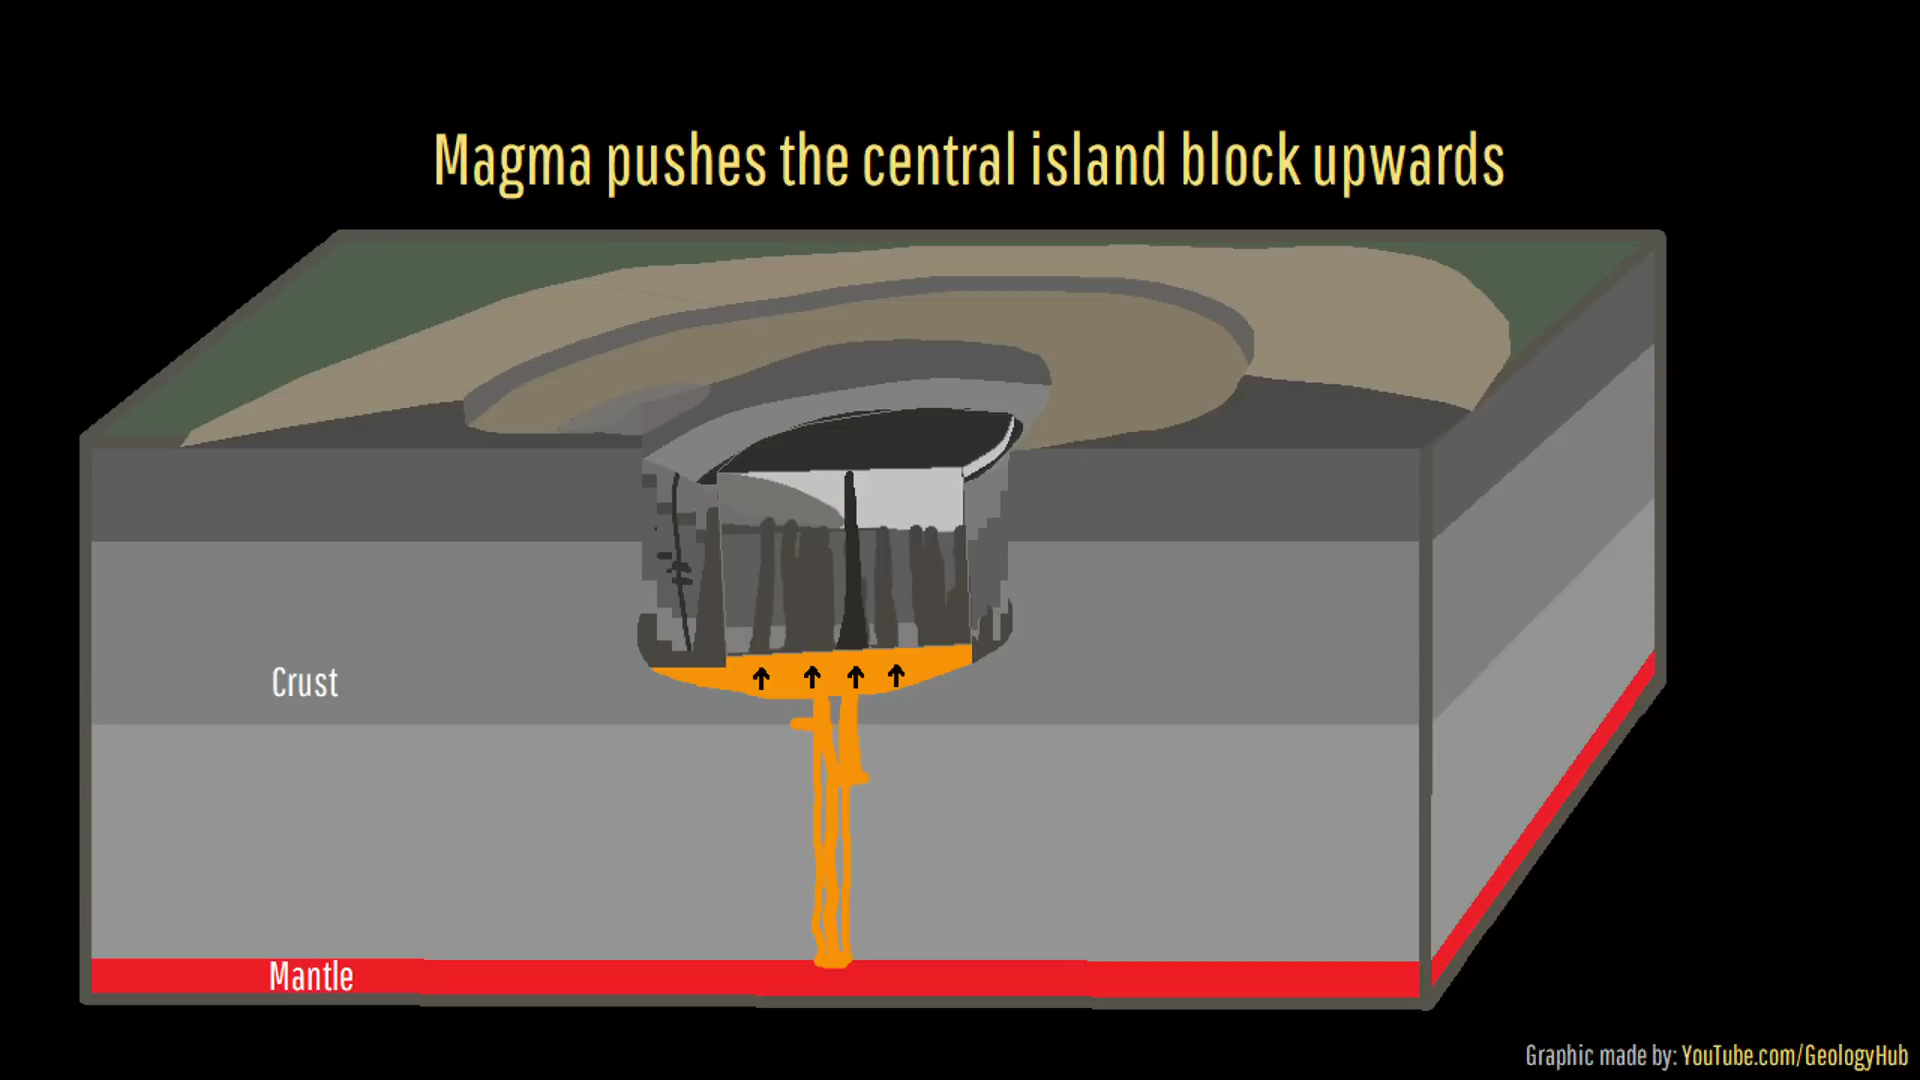 Magma pushes the central island block upwards
Crust
Mantle
Graphic made by: YouTube.com/GeologyHub